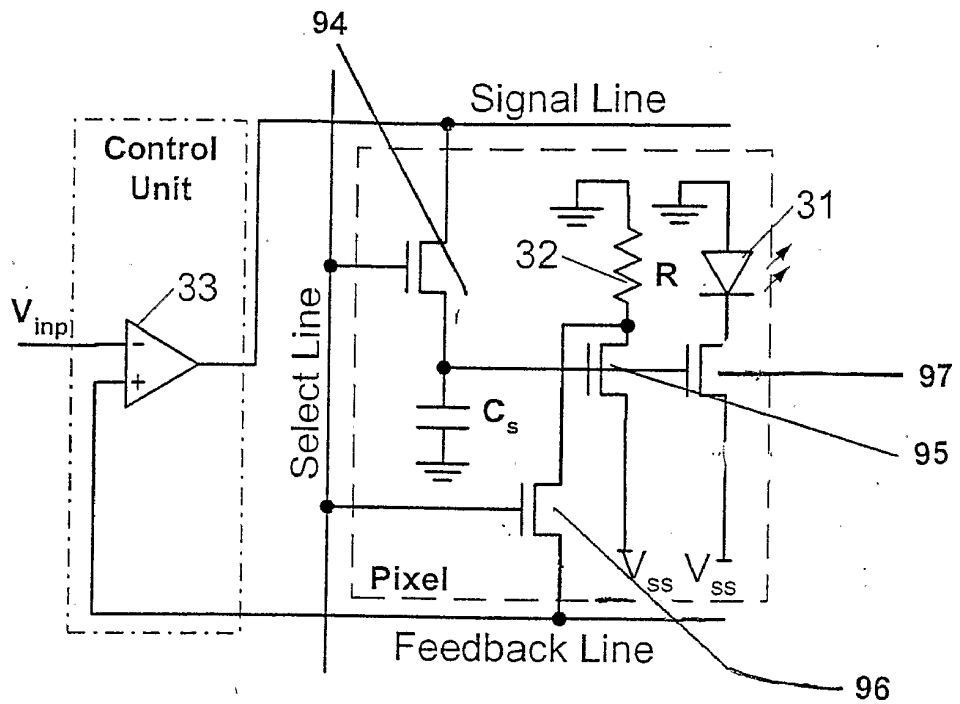 94
Signal Line
Control
Unit
31
32
R
33
V inp
-
+
Select Line
97
C s
95
V ss
V ss
Pixel
Feedback Line
96